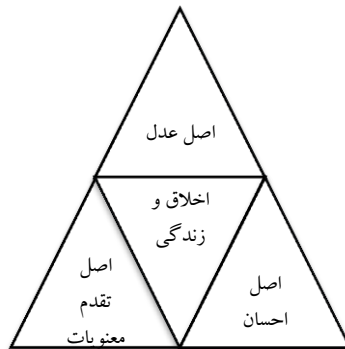 اصل عدل
اخلاق و
زندگی
اصل
احسان
اصل
تقدم
معنویات